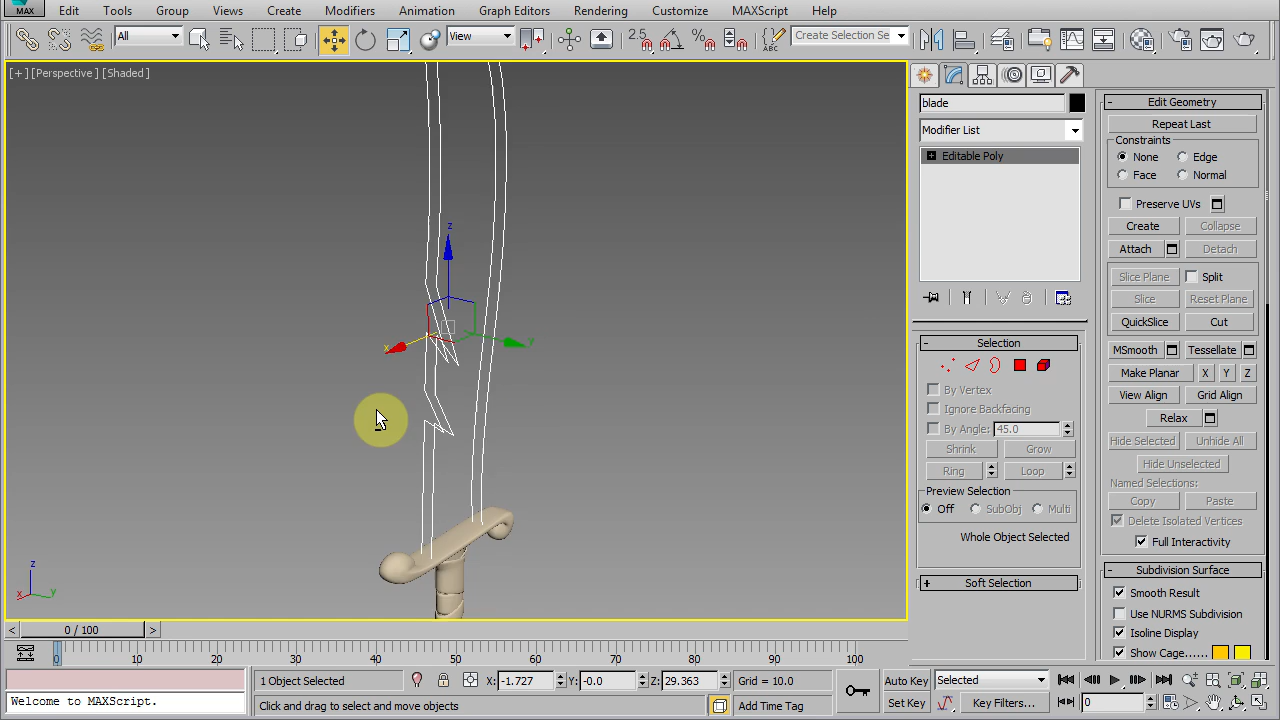 MAX
Edit Tools Group Views Create Modifiers Animation Graph Editors Rendering Customize MAXScript Help
All View 2.5 Create Selection Se
[+] [Perspective] [Shaded]
z
x
y
z
x
y
blade
Modifier List
Editable Poly
Selection
By Vertex
Ignore Backfacing
By Angle: 45.0
Shrink Grow
Ring Loop
Preview Selection
Off SubObj Multi
Whole Object Selected
Soft Selection
Edit Geometry
Repeat Last
Constraints
None Edge
Face Normal
Preserve UVs
Create Collapse
Attach Detach
Slice Plane Split
Slice Reset Plane
QuickSlice Cut
MSmooth Tessellate
Make Planar X Y Z
View Align Grid Align
Relax
Hide Selected Unhide All
Hide Unselected
Named Selections:
Copy Paste
Delete Isolated Vertices
Full Interactivity
Subdivision Surface
Smooth Result
Use NURMS Subdivision
Isoline Display
Show Cage......
< 0 / 100 >
0 10 20 30 40 50 60 70 80 90 100
1 Object Selected X: -1.727 Y: -0.0 Z: 29.363 Grid = 10.0 Auto Key Selected
Welcome to MAXScript. Click and drag to select and move objects Add Time Tag Set Key Key Filters... 0